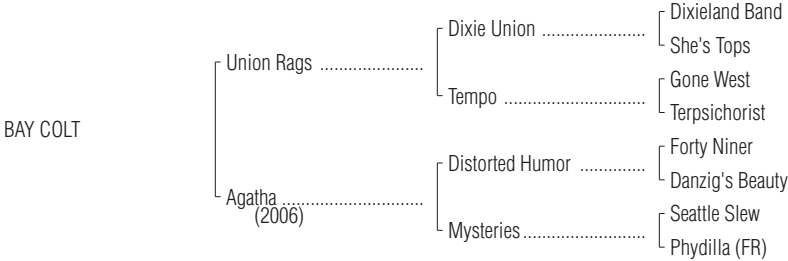 Dixieland Band
Dixie Union ......................
She's Tops
Union Rags ......................
Gone West
Tempo ..............................
Terpsichorist
BAY COLT
Forty Niner
Distorted Humor ..............
Danzig's Beauty
Agatha ..............................
(2006)
Seattle Slew
Mysteries..........................
Phydilla (FR)